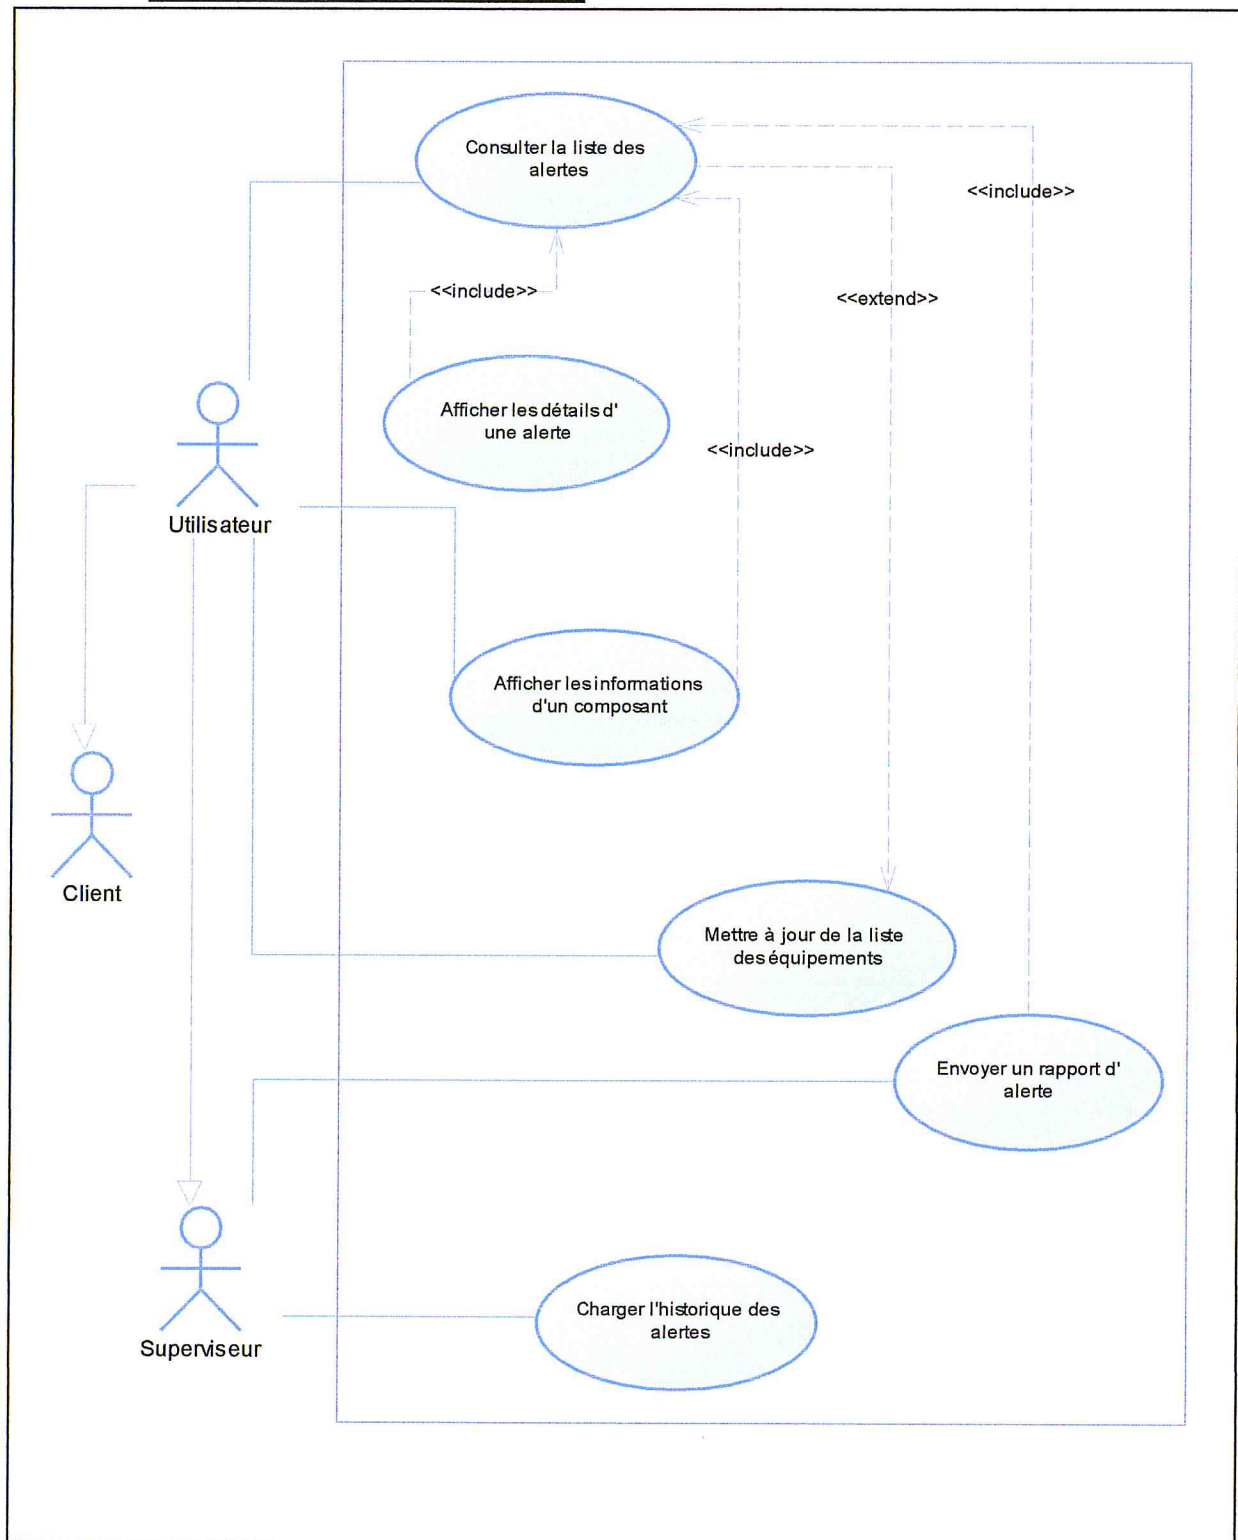 Consulter la liste des
alertes
<<include>>
<<include>>
<<extend>>
Afficher les détails d'
une alerte
<<include>>
Utilisateur
Afficher les informations
d'un composant
Client
Mettre à jour de la liste
des équipements
Envoyer un rapport d'
alerte
Charger l'historique des
alertes
Superviseur